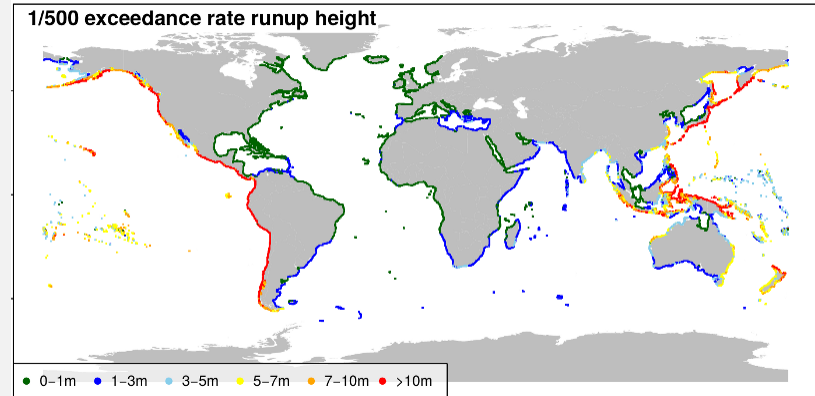 1/500 exceedance rate runup height
0−1m 1−3m 3−5m 5−7m 7−10m >10m